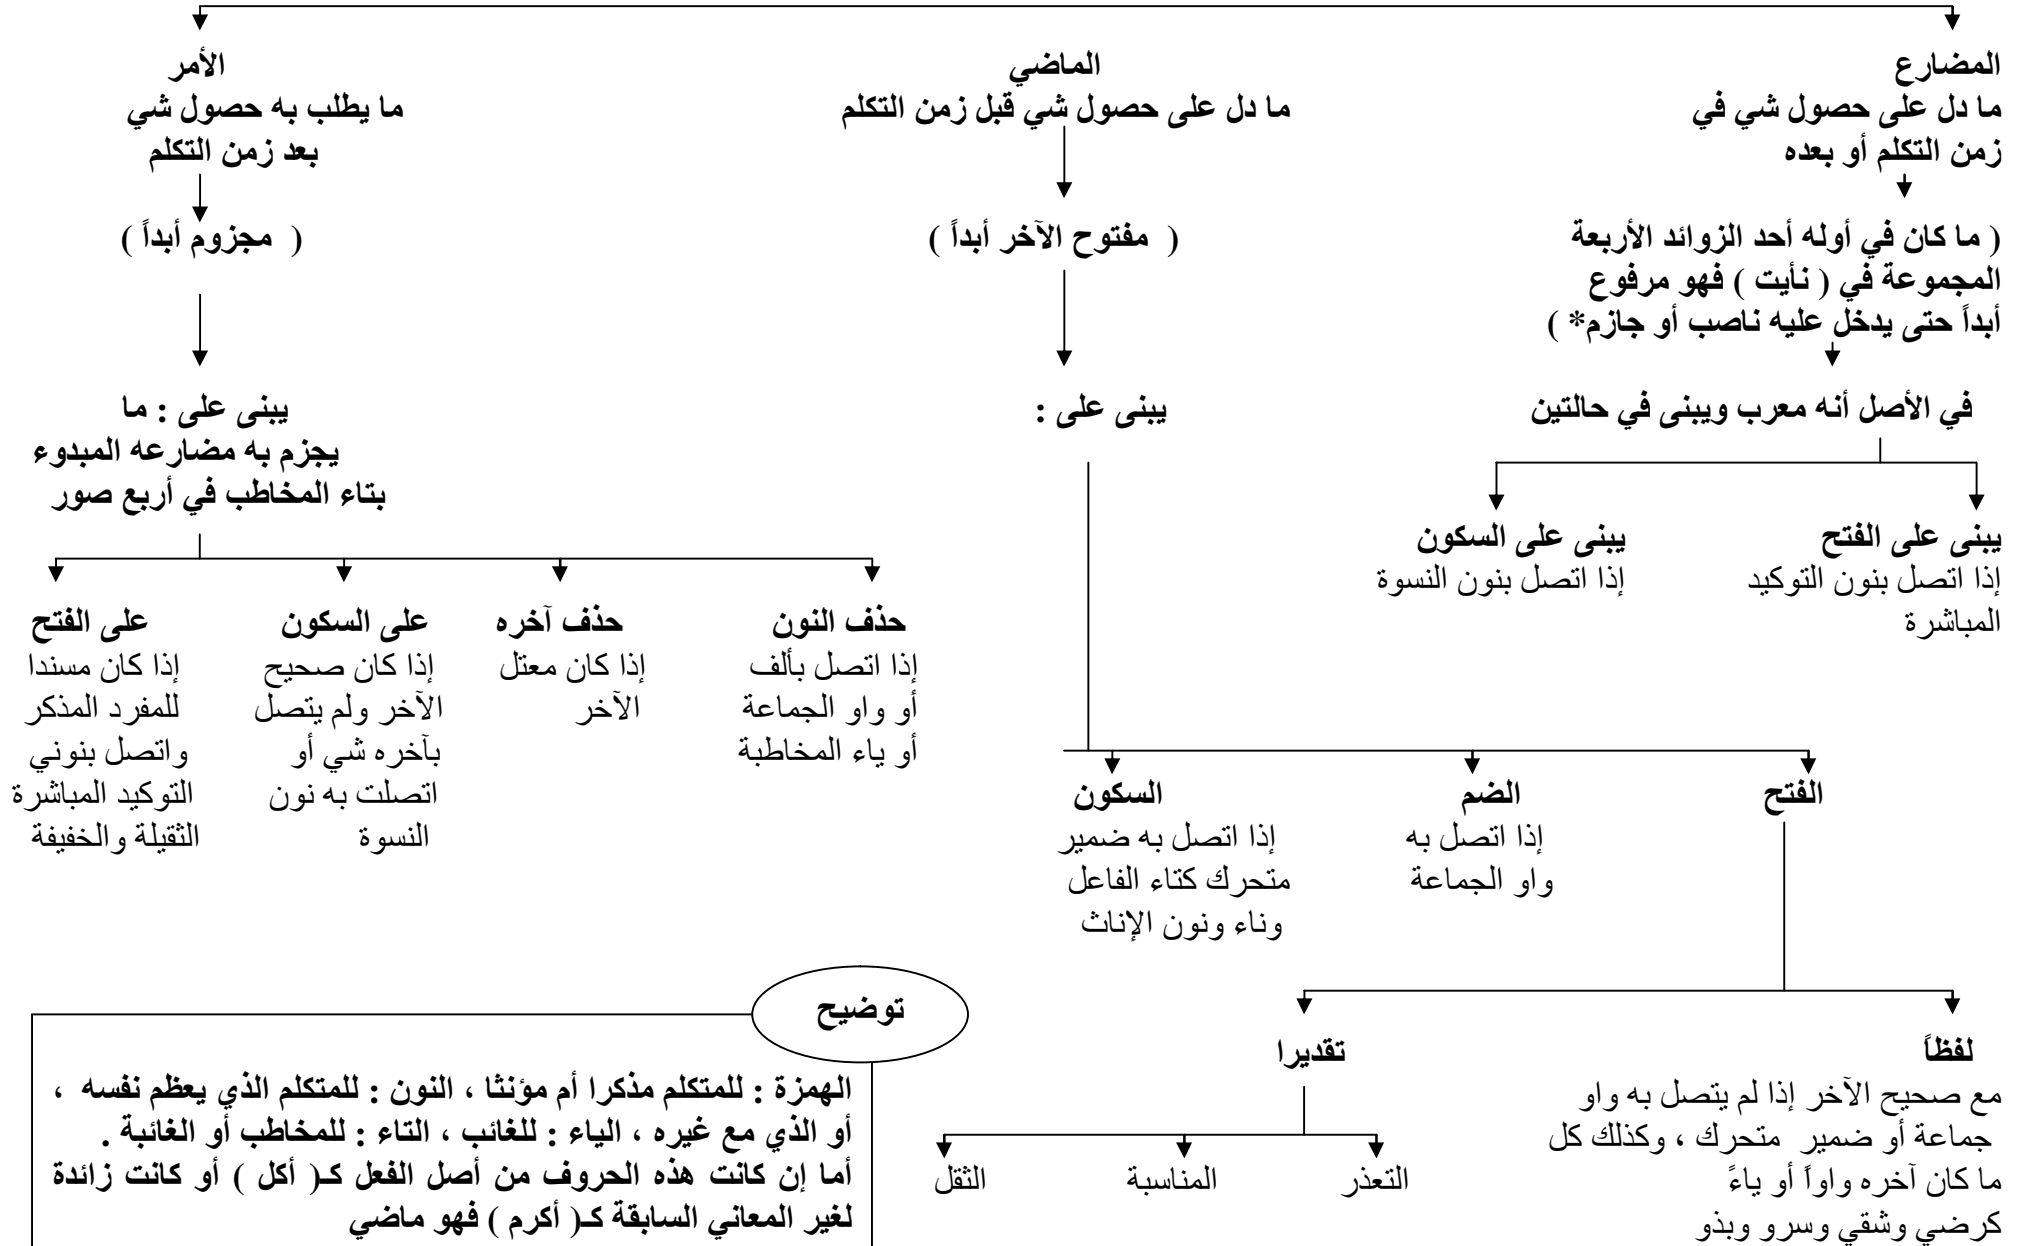 المضارع
ما دل على حصول شي في
زمن التكلم أو بعده
( ما كان في أوله أحد الزوائد الأربعة
المجموعة في ( نأيت ) فهو مرفوع
أبداً حتى يدخل عليه ناصب أو جازم* )
في الأصل أنه معرب ويبنى في حالتين
يبنى على الفتح
إذا اتصل بنون التوكيد
المباشرة
يبنى على السكون
إذا اتصل بنون النسوة
الماضي
ما دل على حصول شي قبل زمن التكلم
( مفتوح الآخر أبداً )
يبنى على :
الفتح
الضم
إذا اتصل به
واو الجماعة
السكون
إذا اتصل به ضمير
متحرك كتاء الفاعل
وناء ونون الإناث
لفظاً
مع صحيح الآخر إذا لم يتصل به واو
جماعة أو ضمير متحرك ، وكذلك كل
ما كان آخره واواً أو ياءً
كرضي وشقي وسرو وبذو
تقديرا
التعذر
المناسبة
الثقل
الأمر
ما يطلب به حصول شي
بعد زمن التكلم
( مجزوم أبداً )
يبنى على : ما
يجزم به مضارعه المبدوء
بتاء المخاطب في أربع صور
حذف النون
إذا اتصل بألف
أو واو الجماعة
أو ياء المخاطبة
حذف آخره
إذا كان معتل
الآخر
على السكون
إذا كان صحيح
الآخر ولم يتصل
بآخره شي أو
اتصلت به نون
النسوة
على الفتح
إذا كان مسندا
للمفرد المذكر
واتصل بنوني
التوكيد المباشرة
الثقيلة والخفيفة
توضيح
الهمزة : للمتكلم مذكرا أم مؤنثا ، النون : للمتكلم الذي يعظم نفسه ،
أو الذي مع غيره ، الياء : للغائب ، التاء : للمخاطب أو الغائبة .
أما إن كانت هذه الحروف من أصل الفعل كـ( أكل ) أو كانت زائدة
لغير المعاني السابقة كـ( أكرم ) فهو ماضي